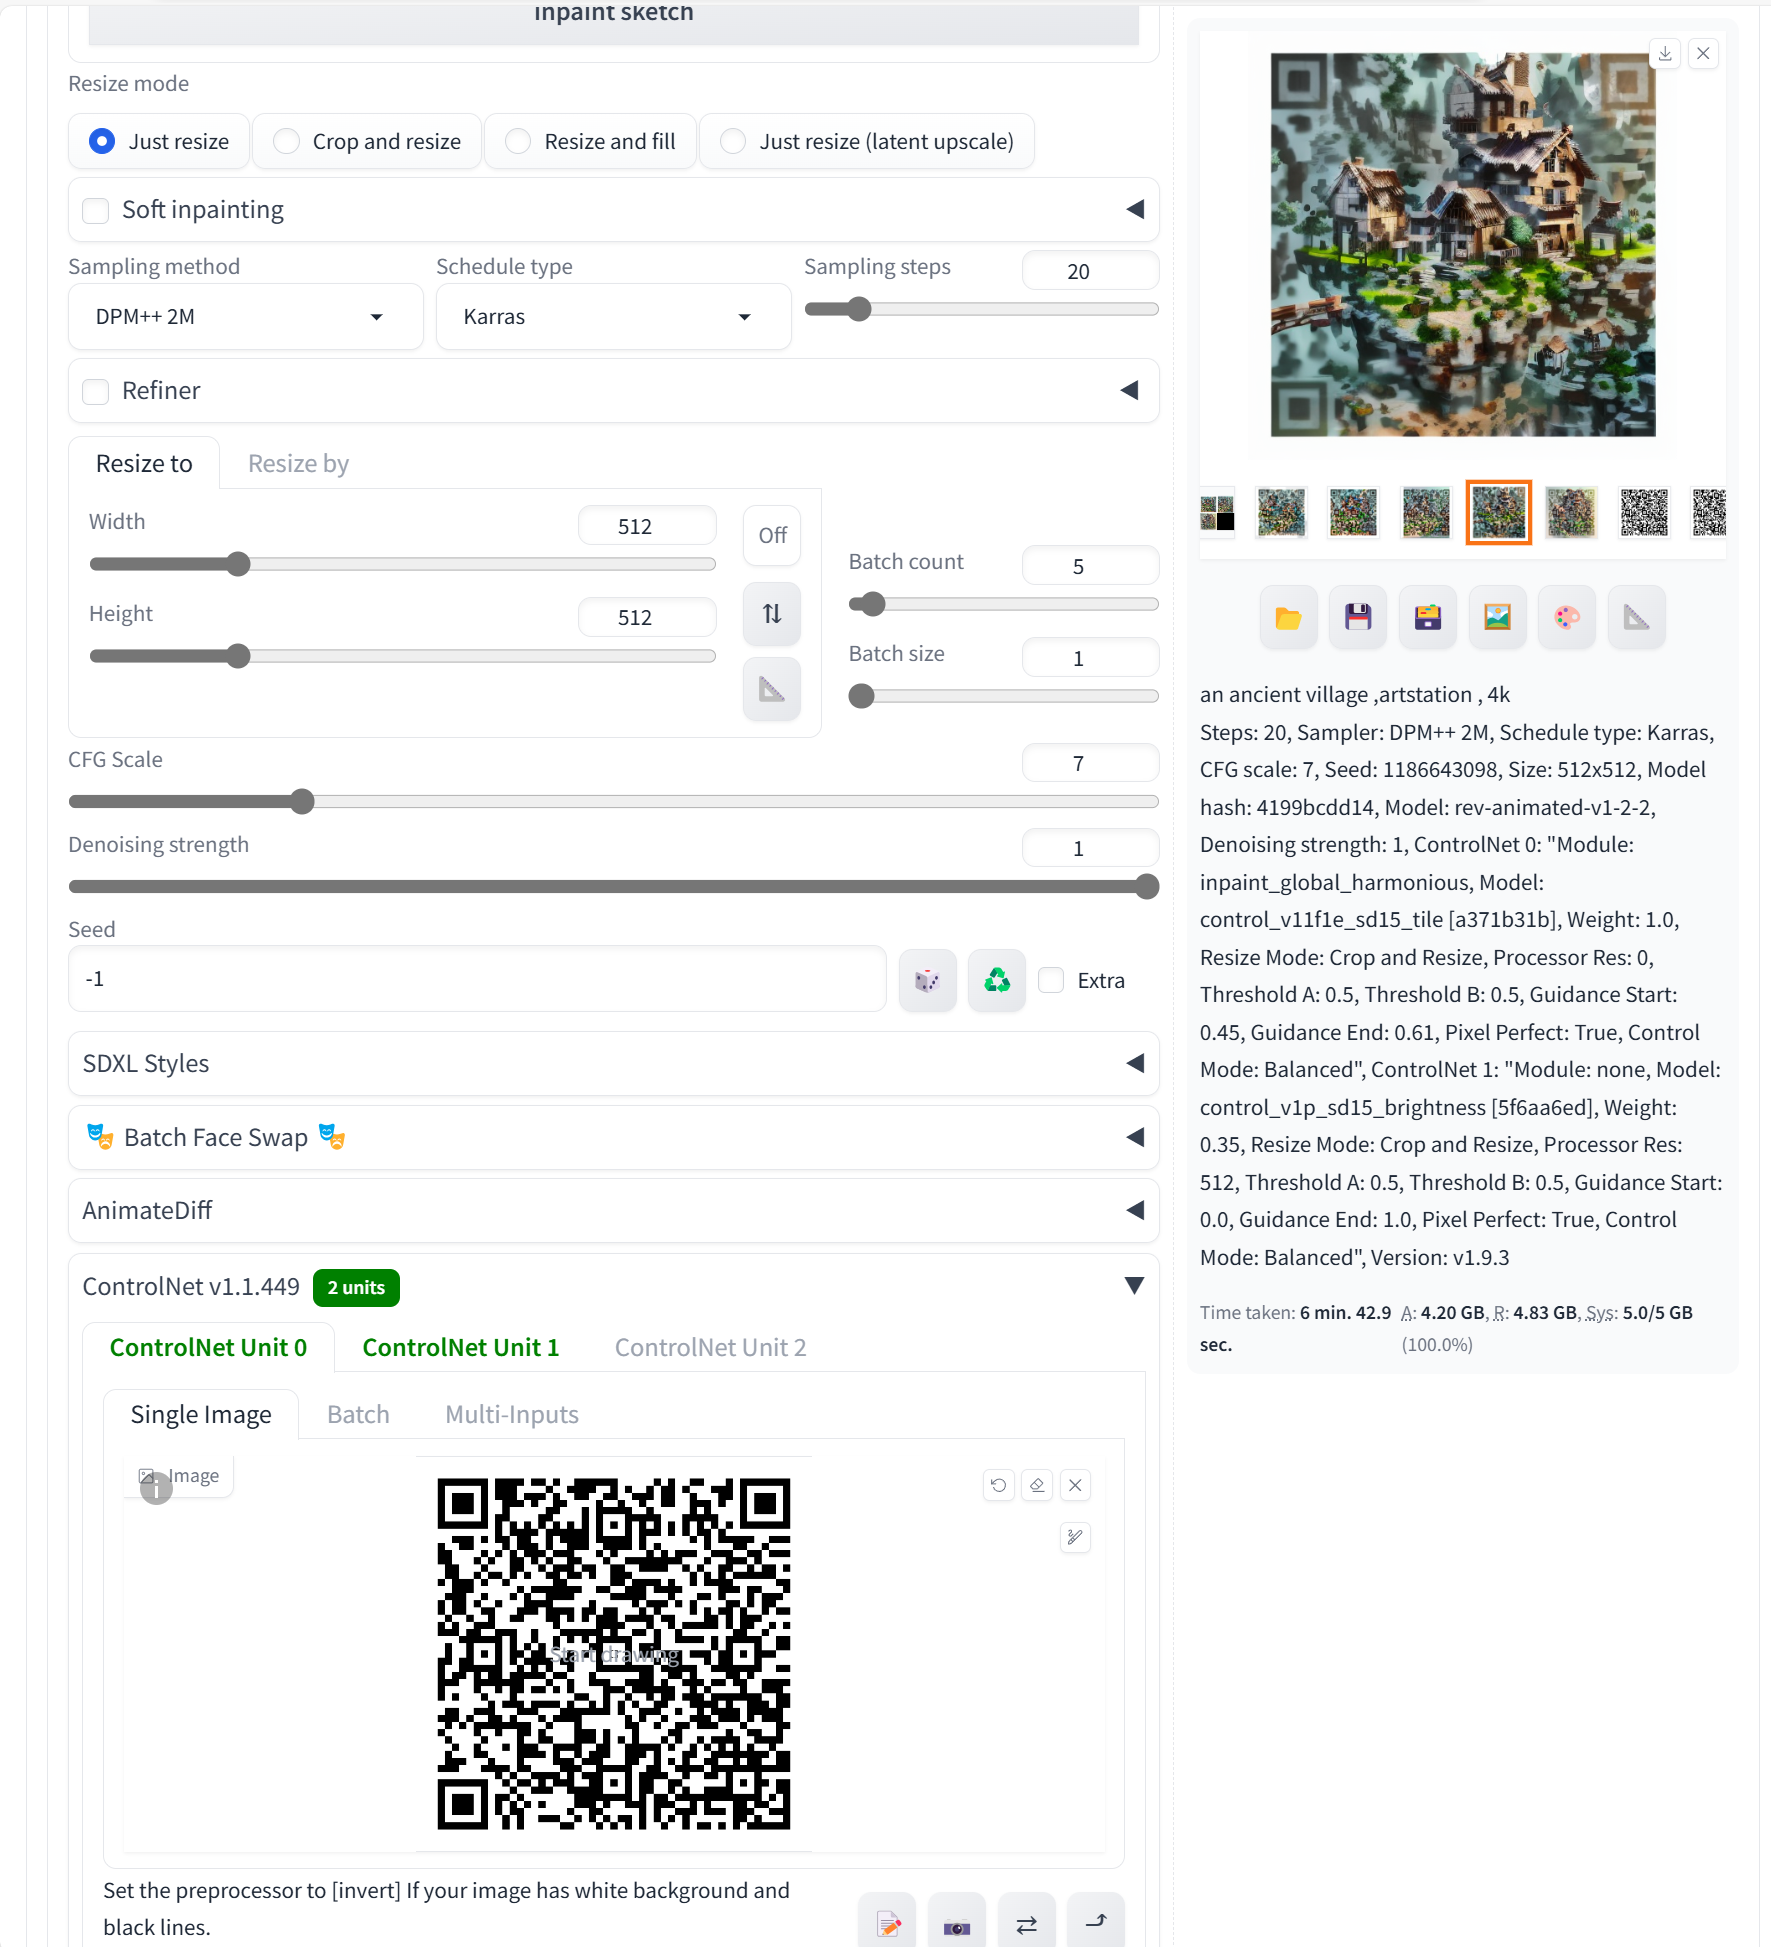 inpaint sketch
Resize mode
Just resize
Crop and resize
Resize and fill
Just resize (latent upscale)
Soft inpainting
Sampling method
Schedule type
Sampling steps
20
DPM++ 2M
Karras
Refiner
Resize to
Resize by
Width
512
Off
Height
512
Batch count
5
Batch size
1
CFG Scale
7
Denoising strength
1
Seed
-1
Extra
SDXL Styles
Batch Face Swap
AnimateDiff
ControlNet v1.1.449
2 units
ControlNet Unit 0
ControlNet Unit 1
ControlNet Unit 2
Single Image
Batch
Multi-Inputs
Image
Start drawing
Set the preprocessor to [invert] If your image has white background and
black lines.
an ancient village ,artstation , 4k
Steps: 20, Sampler: DPM++ 2M, Schedule type: Karras,
CFG scale: 7, Seed: 1186643098, Size: 512x512, Model
hash: 4199bcdd14, Model: rev-animated-v1-2-2,
Denoising strength: 1, ControlNet 0: "Module:
inpaint_global_harmonious, Model:
control_v11f1e_sd15_tile [a371b31b], Weight: 1.0,
Resize Mode: Crop and Resize, Processor Res: 0,
Threshold A: 0.5, Threshold B: 0.5, Guidance Start:
0.45, Guidance End: 0.61, Pixel Perfect: True, Control
Mode: Balanced", ControlNet 1: "Module: none, Model:
control_v1p_sd15_brightness [5f6aa6ed], Weight:
0.35, Resize Mode: Crop and Resize, Processor Res:
512, Threshold A: 0.5, Threshold B: 0.5, Guidance Start:
0.0, Guidance End: 1.0, Pixel Perfect: True, Control
Mode: Balanced", Version: v1.9.3
Time taken: 6 min. 42.9 sec.
A: 4.20 GB, R: 4.83 GB, Sys: 5.0/5 GB
(100.0%)